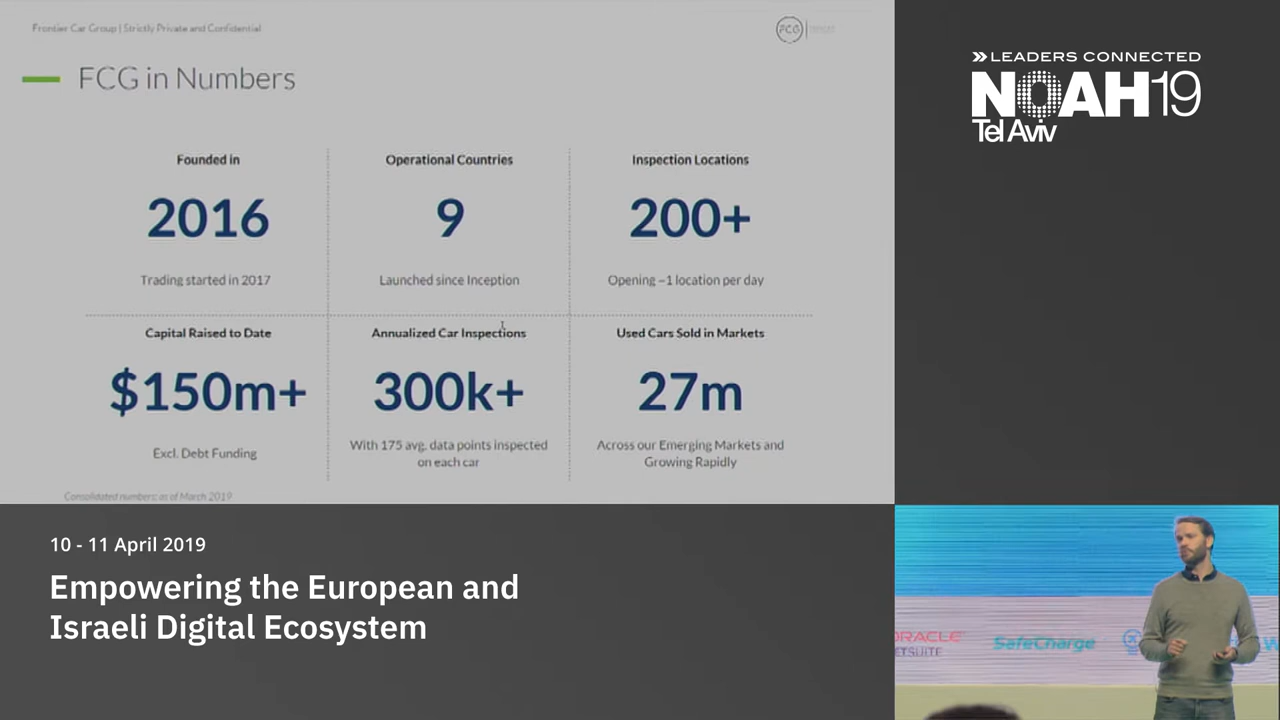 Frontier Car Group | Strictly Private and Confidential
FCG
FCG in Numbers
Founded in
2016
Trading started in 2017
Operational Countries
9
Launched since Inception
Inspection Locations
200+
Opening ~1 location per day
Capital Raised to Date
$150m+
Excl. Debt Funding
Annualized Car Inspections
300k+
With 175 avg. data points inspected
on each car
Used Cars Sold in Markets
27m
Across our Emerging Markets and
Growing Rapidly
Consolidated numbers; as of March 2019
LEADERS CONNECTED
NOAH19
Tel Aviv
10 - 11 April 2019
Empowering the European and
Israeli Digital Ecosystem
SafeCharge